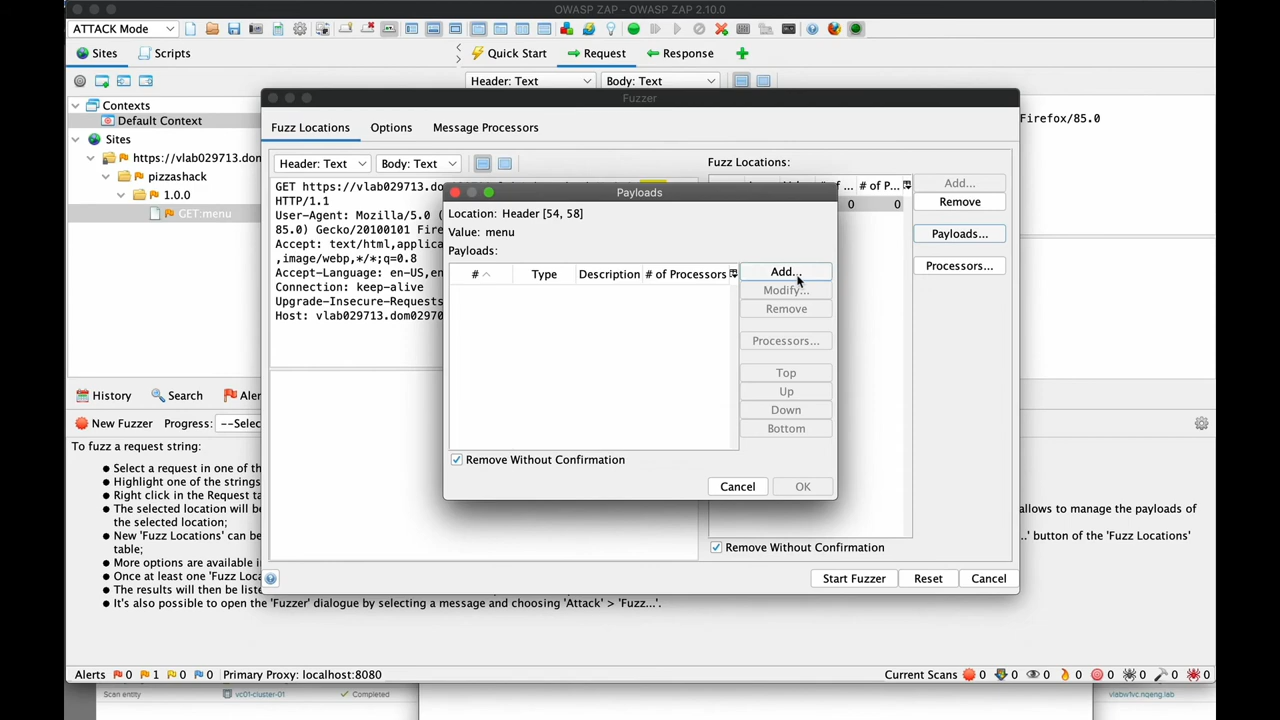 OWASP ZAP - OWASP ZAP 2.10.0
ATTACK Mode
Sites
Scripts
Quick Start
Request
Response
Header: Text
Body: Text
Contexts
Default Context
Sites
https://vlab029713.dom
pizzashack
1.0.0
GET:menu
Firefox/85.0
Fuzzer
Fuzz Locations
Options
Message Processors
Header: Text
Body: Text
Fuzz Locations:
GET https://vlab029713.do
HTTP/1.1
User-Agent: Mozilla/5.0 (
85.0) Gecko/20100101 Fire
Accept: text/html,applica
,image/webp,*/*;q=0.8
Accept-Language: en-US,en
Connection: keep-alive
Upgrade-Insecure-Requests
Host: vlab029713.dom0297
# of P...
0
0
Add...
Remove
Payloads...
Processors...
Remove Without Confirmation
Start Fuzzer
Reset
Cancel
Payloads
Location: Header [54, 58]
Value: menu
Payloads:
#
Type
Description
# of Processors
Add...
Modify...
Remove
Processors...
Top
Up
Down
Bottom
Remove Without Confirmation
Cancel
OK
History
Search
Aler
New Fuzzer
Progress:
--Selec
To fuzz a request string:
Select a request in one of th
Highlight one of the strings
Right click in the Request ta
The selected location will be
allows to manage the payloads of
the selected location;
New 'Fuzz Locations' can be
..' button of the 'Fuzz Locations'
table;
More options are available i
Once at least one 'Fuzz Loca
The results will then be liste
It's also possible to open the 'Fuzzer' dialogue by selecting a message and choosing 'Attack' > 'Fuzz...'.
Alerts
0
1
0
0
Primary Proxy: localhost:8080
Current Scans
0
0
0
0
0
0
0
0
Scan entity
vc01-cluster-01
Completed
vlabw1vc.nqeng.lab